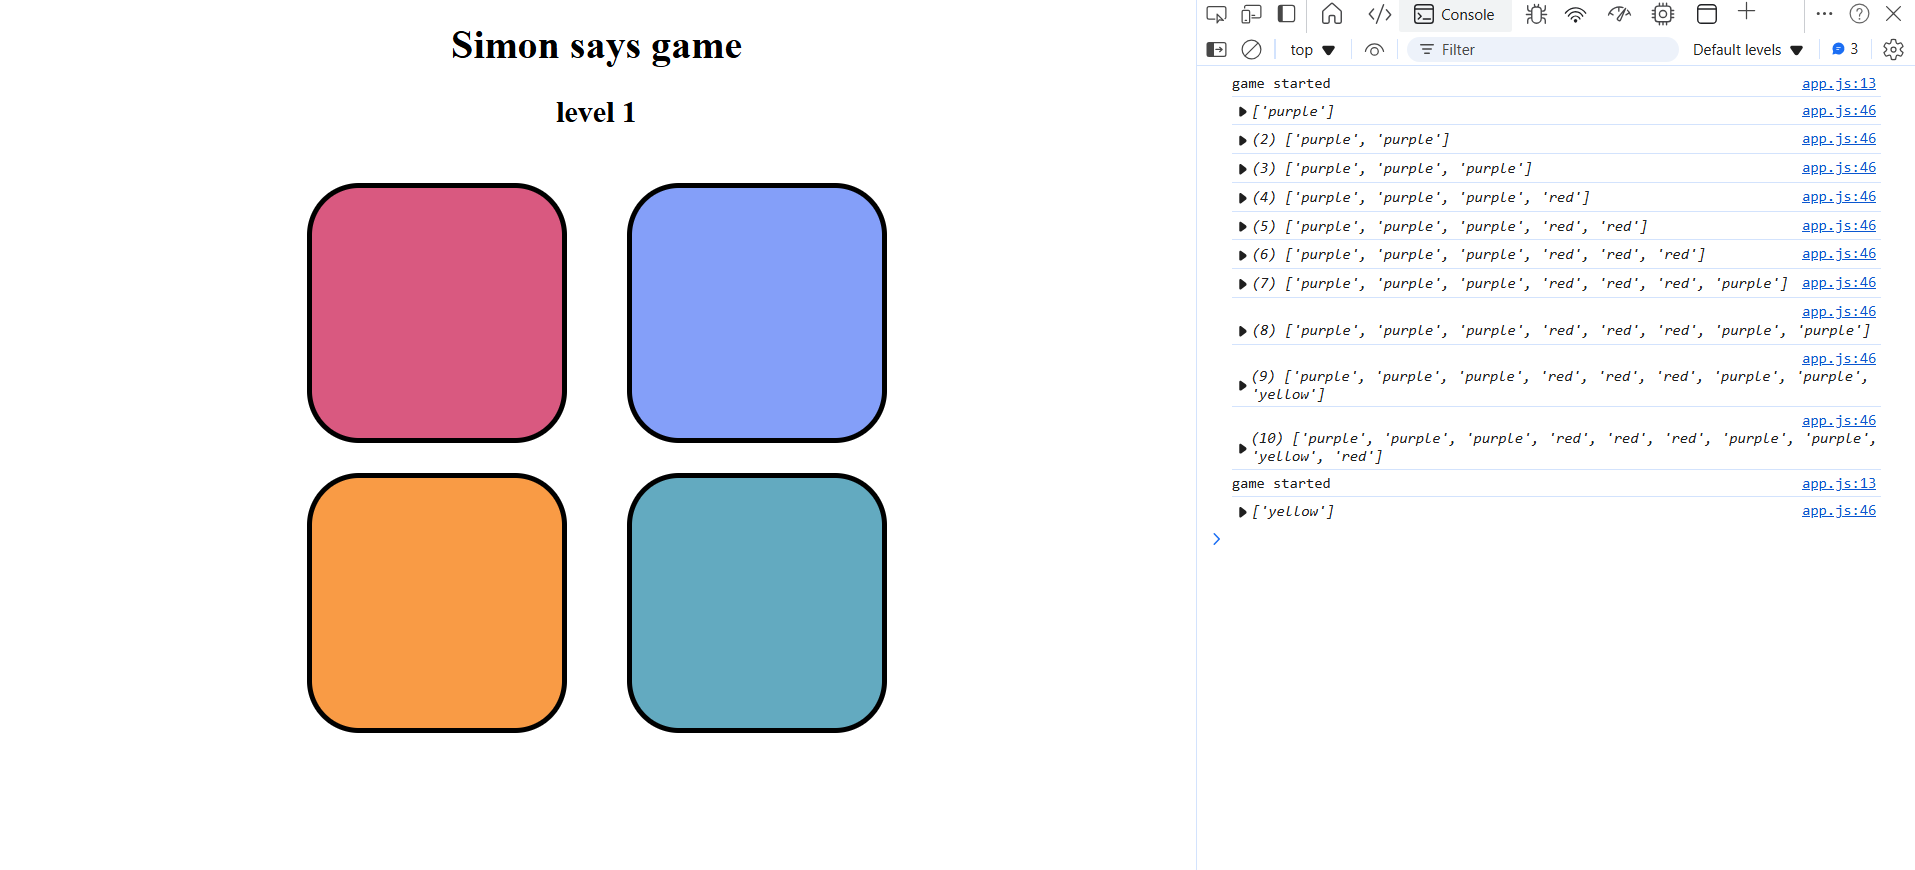 Simon says game
level 1
Console
top
Filter
Default levels
3
game started app.js:13
['purple'] app.js:46
(2) ['purple', 'purple'] app.js:46
(3) ['purple', 'purple', 'purple'] app.js:46
(4) ['purple', 'purple', 'purple', 'red'] app.js:46
(5) ['purple', 'purple', 'purple', 'red', 'red'] app.js:46
(6) ['purple', 'purple', 'purple', 'red', 'red', 'red'] app.js:46
(7) ['purple', 'purple', 'purple', 'red', 'red', 'red', 'purple'] app.js:46
app.js:46
(8) ['purple', 'purple', 'purple', 'red', 'red', 'red', 'purple', 'purple']
app.js:46
(9) ['purple', 'purple', 'purple', 'red', 'red', 'red', 'purple', 'purple',
'yellow']
app.js:46
(10) ['purple', 'purple', 'purple', 'red', 'red', 'red', 'purple', 'purple',
'yellow', 'red']
game started app.js:13
['yellow'] app.js:46